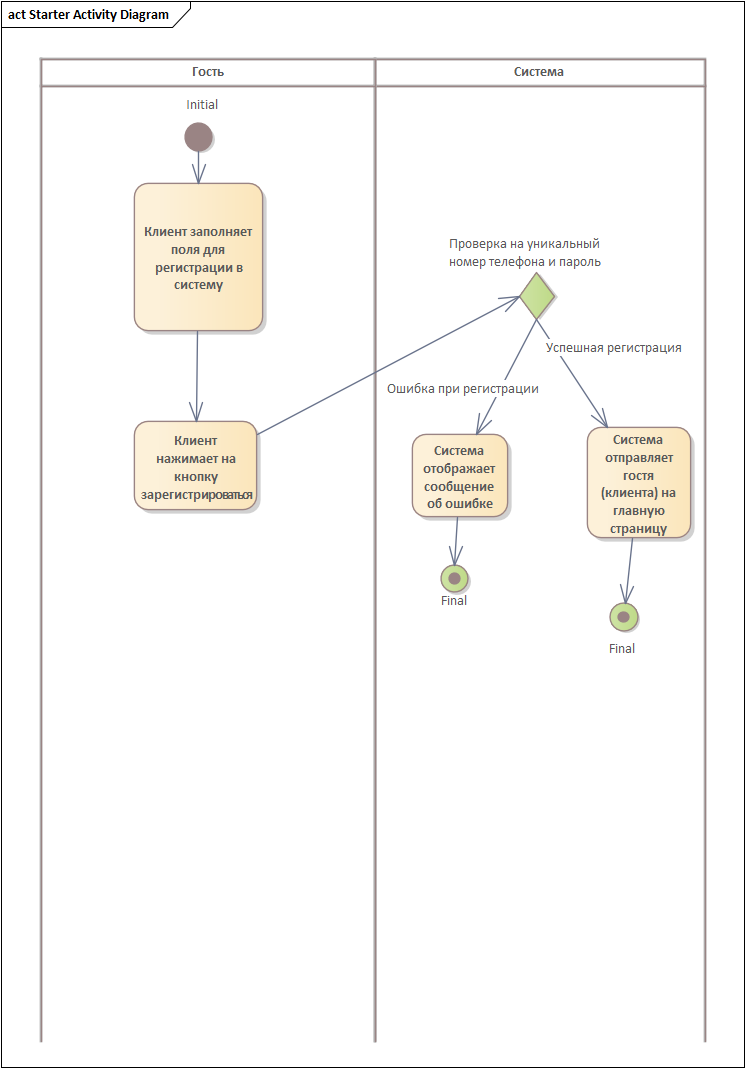 act Starter Activity Diagram
Гость
Система
Initial
Клиент заполняет
поля для
регистрации в
систему
Проверка на уникальный
номер телефона и пароль
Успешная регистрация
Ошибка при регистрации
Клиент
нажимает на
кнопку
зарегистрироваться
Система
отображает
сообщение
об ошибке
Система
отправляет
гостя
(клиента) на
главную
страницу
Final
Final